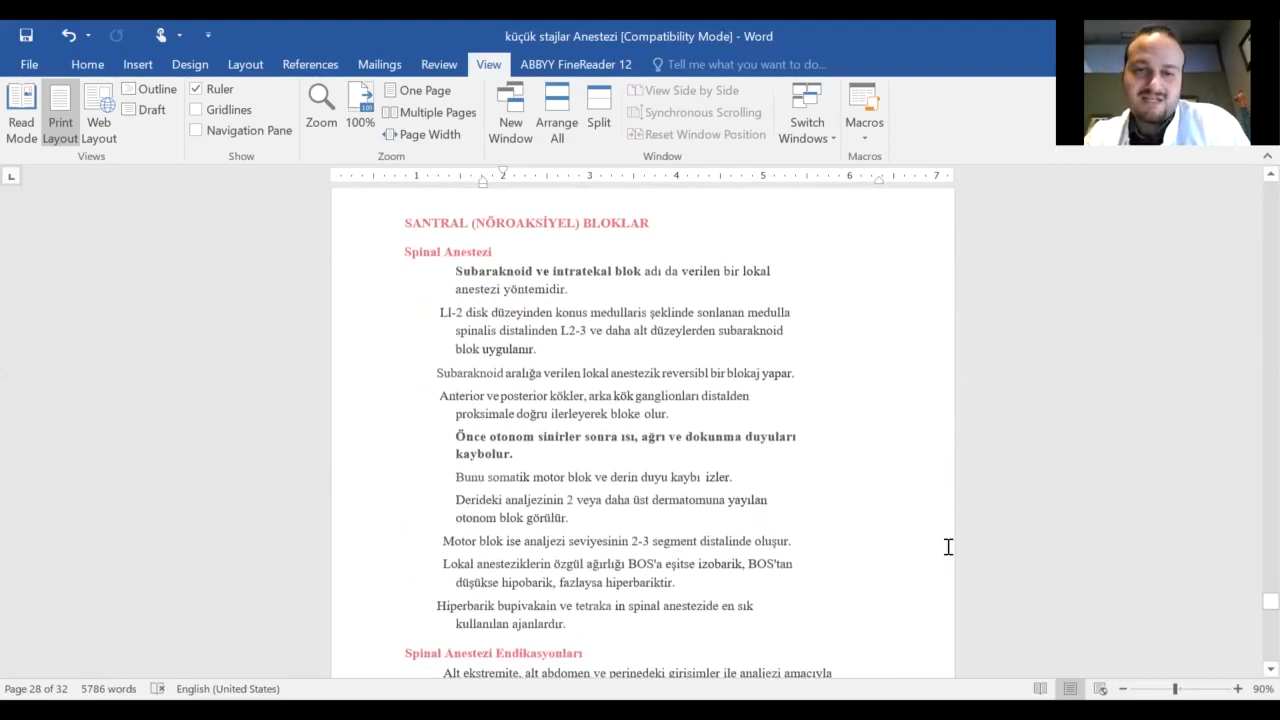 küçük stajlar Anestezi [Compatibility Mode] - Word
File Home Insert Design Layout References Mailings Review View ABBYY FineReader 12 Tell me what you want to do...
Read Mode
Print Layout
Web Layout
Outline
Draft
Views
Ruler
Gridlines
Navigation Pane
Show
Zoom
100%
One Page
Multiple Pages
Page Width
Zoom
New Window
Arrange All
Split
View Side by Side
Synchronous Scrolling
Reset Window Position
Window
Switch Windows
Macros
Macros
1 2 3 4 5 6 7
SANTRAL (NÖROAKSİYEL) BLOKLAR
Spinal Anestezi
Subaraknoid ve intratekal blok adı da verilen bir lokal
anestezi yöntemidir.
Ll-2 disk düzeyinden konus medullaris şeklinde sonlanan medulla
spinalis distalinden L2-3 ve daha alt düzeylerden subaraknoid
blok uygulanır.
Subaraknoid aralığa verilen lokal anestezik reversibl bir blokaj yapar.
Anterior ve posterior kökler, arka kök ganglionları distalden
proksimale doğru ilerleyerek bloke olur.
Önce otonom sinirler sonra ısı, ağrı ve dokunma duyuları
kaybolur.
Bunu somatik motor blok ve derin duyu kaybı izler.
Derideki analjezinin 2 veya daha üst dermatomuna yayılan
otonom blok görülür.
Motor blok ise analjezi seviyesinin 2-3 segment distalinde oluşur.
Lokal anesteziklerin özgül ağırlığı BOS'a eşitse izobarik, BOS'tan
düşükse hipobarik, fazlaysa hiperbariktir.
Hiperbarik bupivakain ve tetraka in spinal anestezide en sık
kullanılan ajanlardır.
Spinal Anestezi Endikasyonları
Alt ekstremite, alt abdomen ve perinedeki girişimler ile analjezi amacıyla
Page 28 of 32 5786 words English (United States) 90%